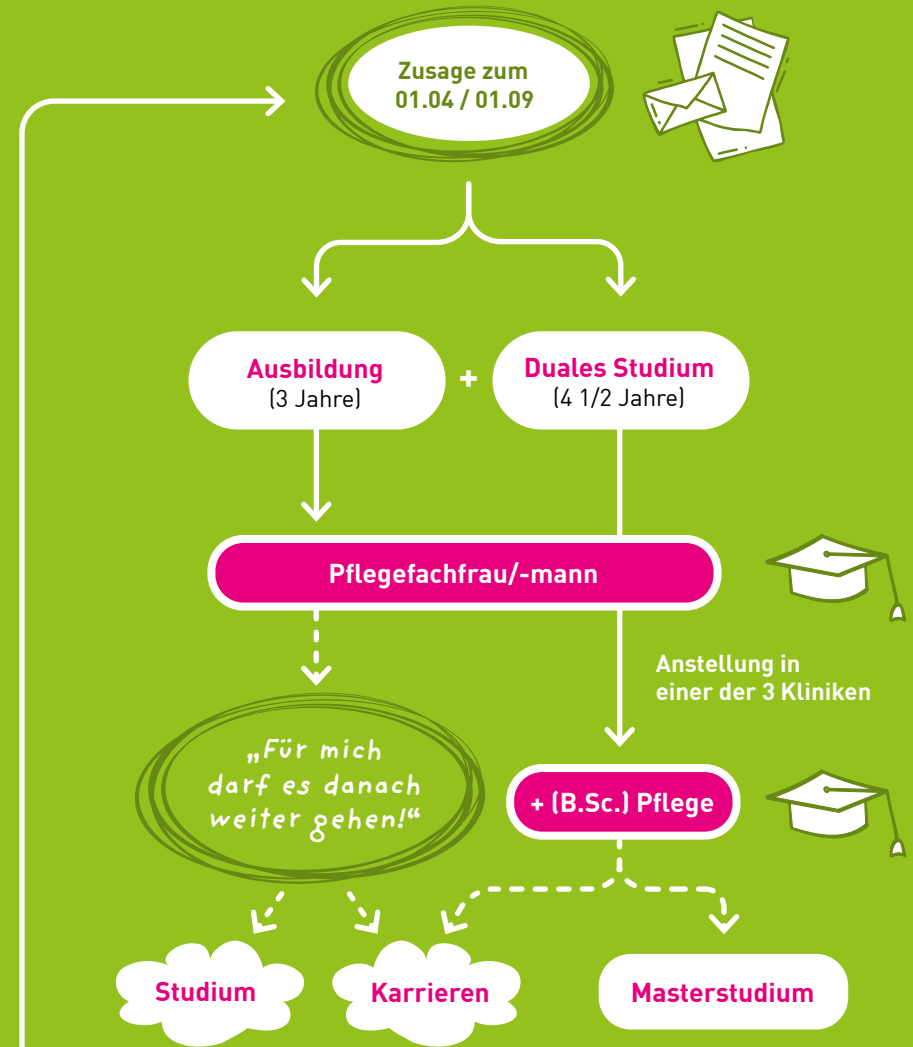 Zusage zum
01.04 / 01.09
Ausbildung
(3 Jahre)
+
Duales Studium
(4 1/2 Jahre)
Pflegefachfrau/-mann
Anstellung in
einer der 3 Kliniken
„Für mich
darf es danach
weiter gehen!“
+ (B.Sc.) Pflege
Studium
Karrieren
Masterstudium